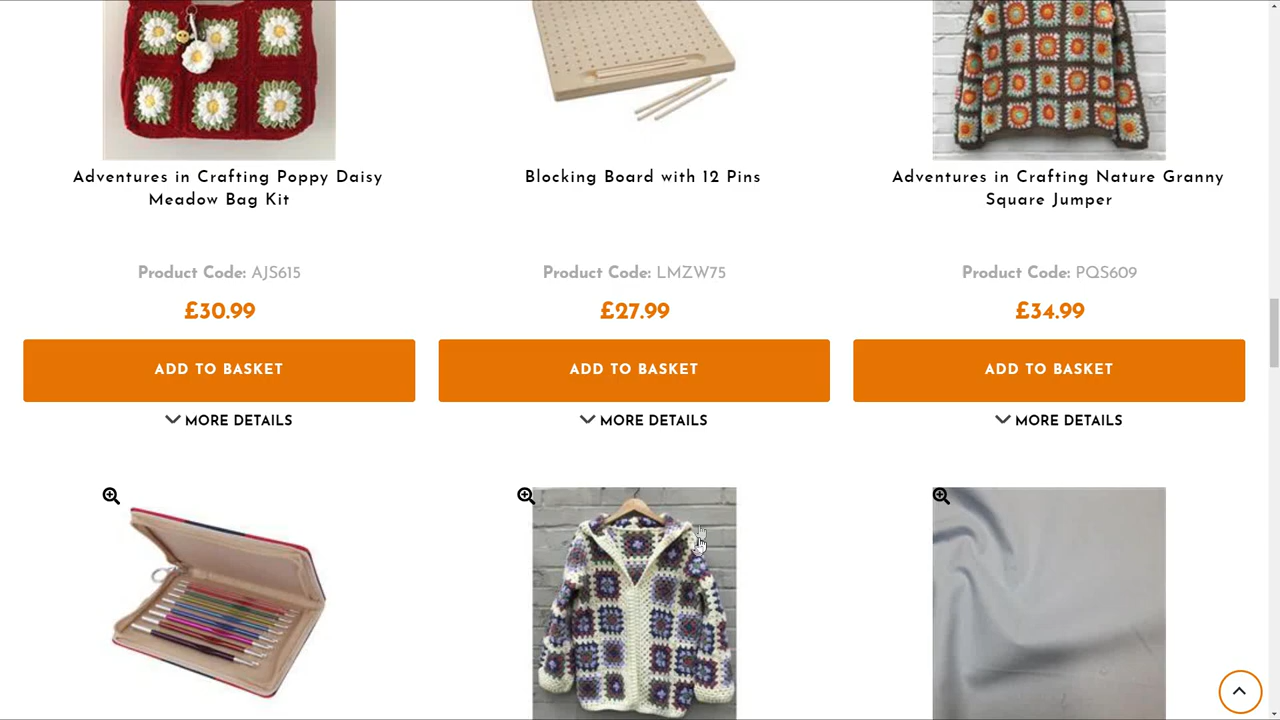 Adventures in Crafting Poppy Daisy
Meadow Bag Kit
Product Code: AJS615
£30.99
ADD TO BASKET
MORE DETAILS
Blocking Board with 12 Pins
Product Code: LMZW75
£27.99
ADD TO BASKET
MORE DETAILS
Adventures in Crafting Nature Granny
Square Jumper
Product Code: PQS609
£34.99
ADD TO BASKET
MORE DETAILS